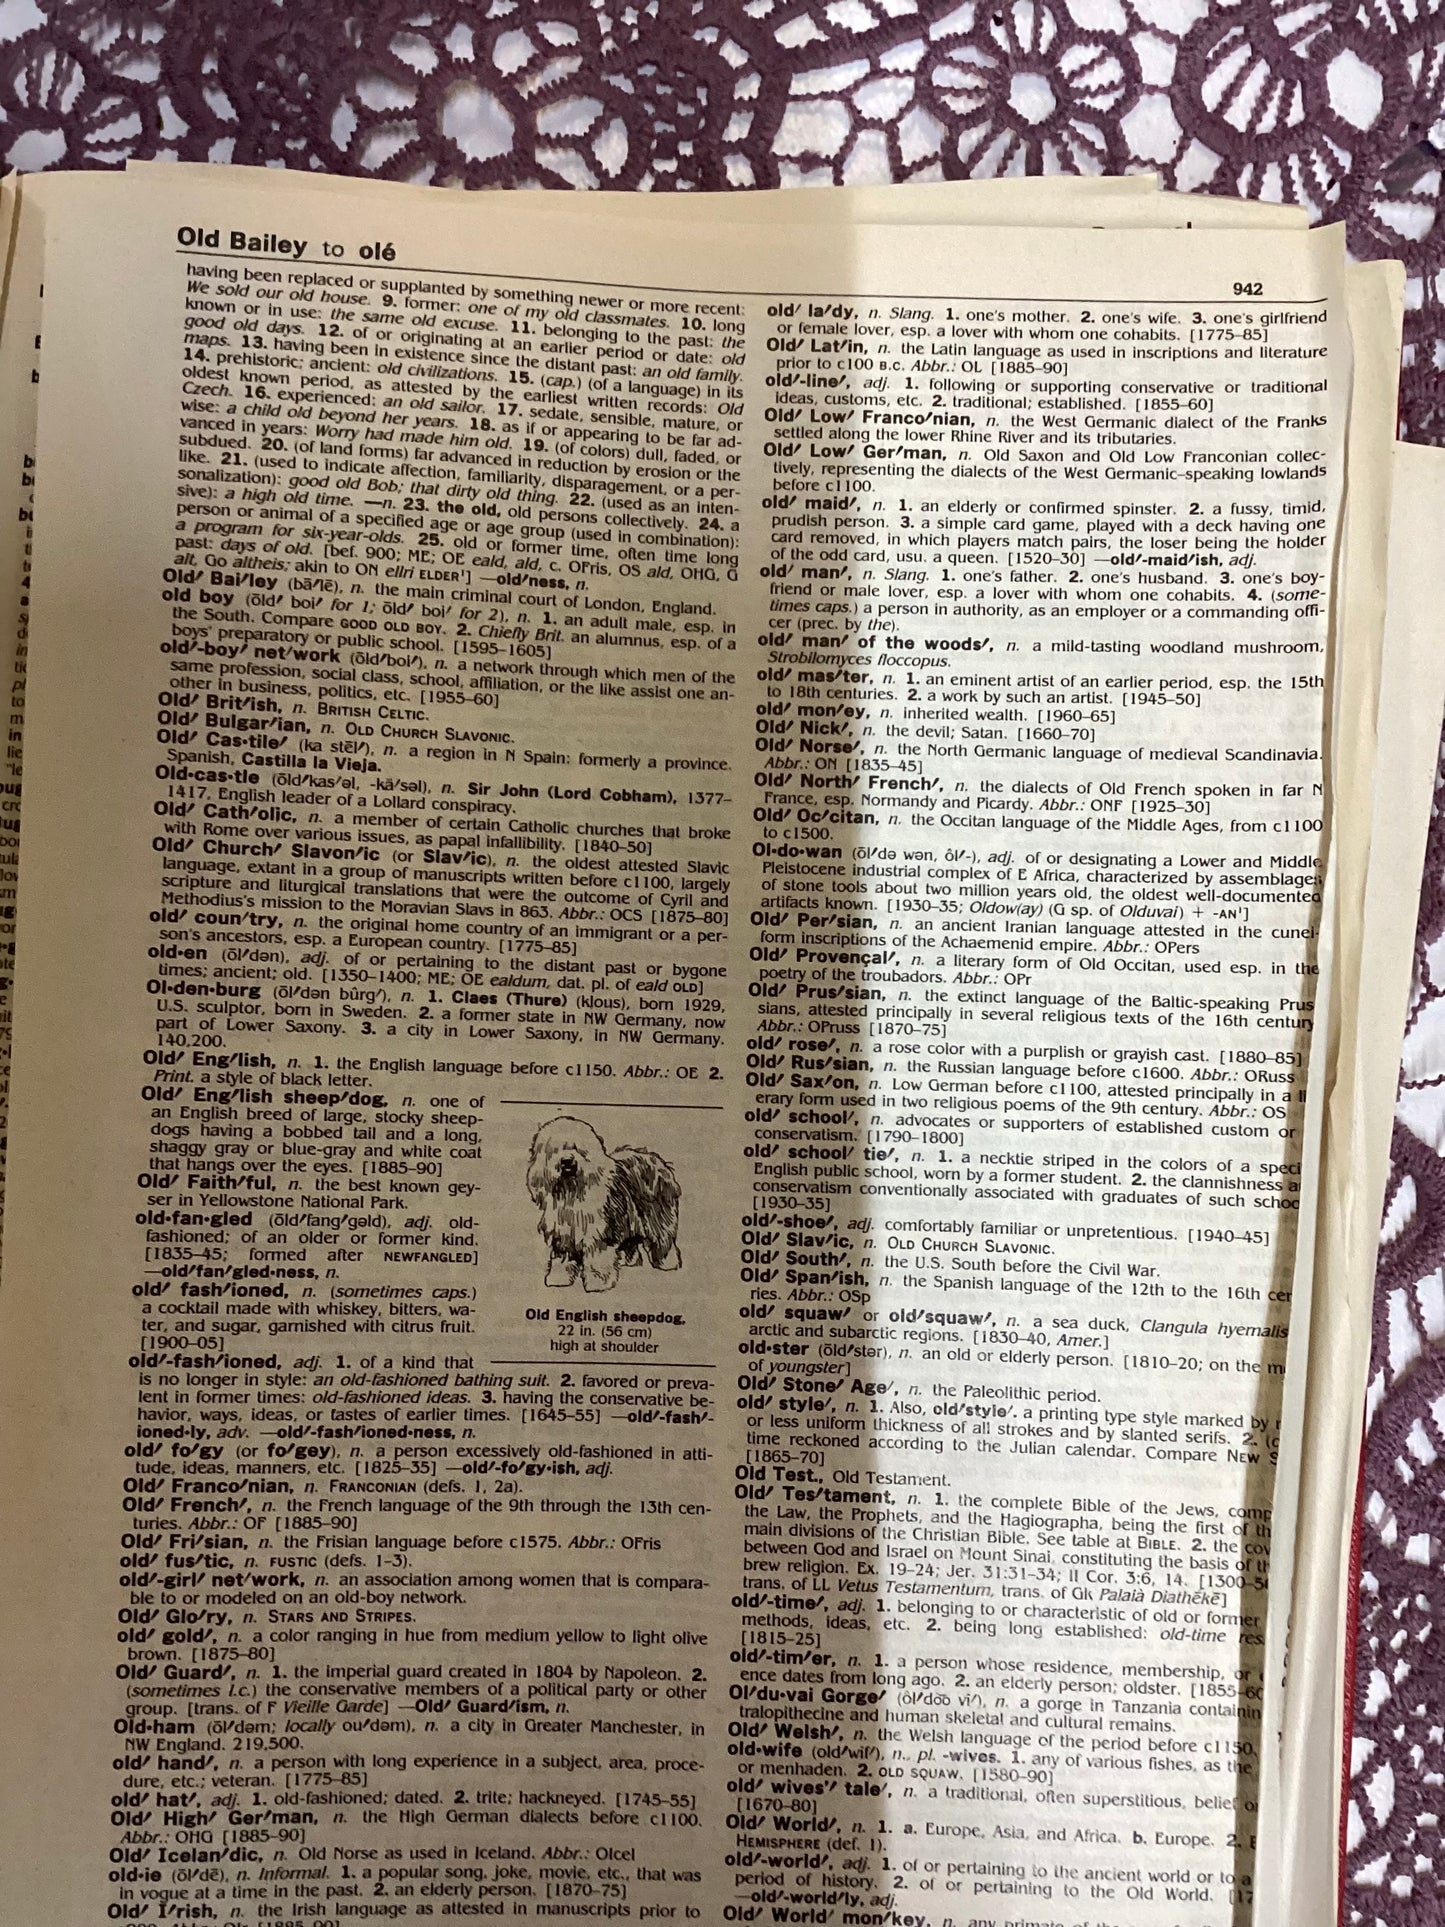 Old Bailey to olé
942
having been replaced or supplanted by something newer or more recent:
We sold our old house. 9. former: one of my old classmates. 10. long
known or in use: the same old excuse. 11. belonging to the past: the
good old days. 12. of or originating at an earlier period or date: old
maps. 13. having been in existence since the distant past: an old family.
14. prehistoric; ancient: old civilizations. 15. (cap.) (of a language) in its
oldest known period, as attested by the earliest written records: Old
Czech. 16. experienced: an old sailor. 17. sedate, sensible, mature, or
wise: a child old beyond her years. 18. as if or appearing to be far ad-
vanced in years: Worry had made him old. 19. (of colors) dull, faded, or
subdued. 20. (of land forms) far advanced in reduction by erosion or the
like. 21. (used to indicate affection, familiarity, disparagement, or a per-
sonalization): good old Bob; that dirty old thing. 22. (used as an inten-
sive): a high old time. —n. 23. the old, old persons collectively. 24. a
person or animal of a specified age or age group (used in combination):
a program for six-year-olds. 25. old or former time, often time long
past: days of old. [bef. 900; ME; OE eald, ald, c. OFris, OS ald, OHG, G
alt, Go altheis; akin to ON ellri ELDER¹] —old′ness, n.
Old′ Bai′ley (bā′lē), n. the main criminal court of London, England.
old boy (ōld′ boi′ for 1; ōld′ boi′ for 2), n. 1. an adult male, esp. in
the South. Compare GOOD OLD BOY. 2. Chiefly Brit. an alumnus, esp. of a
boys' preparatory or public school. [1595–1605]
old′-boy′ net′work (ōld′boi′), n. a network through which men of the
same profession, social class, school, affiliation, or the like assist one an-
other in business, politics, etc. [1955–60]
Old′ Brit′ish, n. BRITISH CELTIC.
Old′ Bulgar′ian, n. OLD CHURCH SLAVONIC.
Old′ Cas•tile′ (ka stēl′), n. a region in N Spain: formerly a province.
Spanish, Castilla la Vieja.
Old•cas•tle (ōld′kas′əl, -kä′səl), n. Sir John (Lord Cobham), 1377–
1417, English leader of a Lollard conspiracy.
Old′ Cath′olic, n. a member of certain Catholic churches that broke
with Rome over various issues, as papal infallibility. [1840–50]
Old′ Church′ Slavon′ic (or Slav′ic), n. the oldest attested Slavic
language, extant in a group of manuscripts written before c1100, largely
scripture and liturgical translations that were the outcome of Cyril and
Methodius's mission to the Moravian Slavs in 863. Abbr.: OCS [1875–80]
old′ coun′try, n. the original home country of an immigrant or a per-
son's ancestors, esp. a European country. [1775–85]
old•en (ōl′dən), adj. of or pertaining to the distant past or bygone
times; ancient; old. [1350–1400; ME; OE ealdum, dat. pl. of eald OLD]
Ol•den•burg (ōl′dən bûrg′), n. 1. Claes (Thure) (klous), born 1929,
U.S. sculptor, born in Sweden. 2. a former state in NW Germany, now
part of Lower Saxony. 3. a city in Lower Saxony, in NW Germany.
140,200.
Old′ Eng′lish, n. 1. the English language before c1150. Abbr.: OE 2.
Print. a style of black letter.
Old′ Eng′lish sheep′dog, n. one of
an English breed of large, stocky sheep-
dogs having a bobbed tail and a long,
shaggy gray or blue-gray and white coat
that hangs over the eyes. [1885–90]
Old′ Faith′ful, n. the best known gey-
ser in Yellowstone National Park.
old•fan•gled (ōld′fang′gəld), adj. old-
fashioned; of an older or former kind.
[1835–45; formed after NEWFANGLED]
—old′fan′gled•ness, n.
old′ fash′ioned, n. (sometimes caps.)
a cocktail made with whiskey, bitters, wa-
ter, and sugar, garnished with citrus fruit.
[1900–05]
Old English sheepdog,
22 in. (56 cm)
high at shoulder
old′-fash′ioned, adj. 1. of a kind that
is no longer in style: an old-fashioned bathing suit. 2. favored or preva-
lent in former times: old-fashioned ideas. 3. having the conservative be-
havior, ways, ideas, or tastes of earlier times. [1645–55] —old′-fash′-
ioned•ly, adv. —old′-fash′ioned•ness, n.
old′ fo′gy (or fo′gey), n. a person excessively old-fashioned in atti-
tude, ideas, manners, etc. [1825–35] —old′-fo′gy•ish, adj.
Old′ Franco′nian, n. FRANCONIAN (defs. 1, 2a).
Old′ French′, n. the French language of the 9th through the 13th cen-
turies. Abbr.: OF [1885–90]
Old′ Fri′sian, n. the Frisian language before c1575. Abbr.: OFris
old′ fus′tic, n. FUSTIC (defs. 1–3).
old′-girl′ net′work, n. an association among women that is compara-
ble to or modeled on an old-boy network.
Old′ Glo′ry, n. STARS AND STRIPES.
old′ gold′, n. a color ranging in hue from medium yellow to light olive
brown. [1875–80]
Old′ Guard′, n. 1. the imperial guard created in 1804 by Napoleon. 2.
(sometimes l.c.) the conservative members of a political party or other
group. [trans. of F Vieille Garde] —Old′ Guard′ism, n.
Old•ham (ōl′dəm; locally ou′dəm), n. a city in Greater Manchester, in
NW England. 219,500.
old′ hand′, n. a person with long experience in a subject, area, proce-
dure, etc.; veteran. [1775–85]
old′ hat′, adj. 1. old-fashioned; dated. 2. trite; hackneyed. [1745–55]
Old′ High′ Ger′man, n. the High German dialects before c1100.
Abbr.: OHG [1885–90]
Old′ Icelan′dic, n. Old Norse as used in Iceland. Abbr.: OIcel
old•ie (ōl′dē), n. Informal. 1. a popular song, joke, movie, etc., that was
in vogue at a time in the past. 2. an elderly person. [1870–75]
Old′ I′rish, n. the Irish language as attested in manuscripts prior to
old′ la′dy, n. Slang. 1. one's mother. 2. one's wife. 3. one's girlfriend
or female lover, esp. a lover with whom one cohabits. [1775–85]
Old′ Lat′in, n. the Latin language as used in inscriptions and literature
prior to c100 B.C. Abbr.: OL [1885–90]
old′-line′, adj. 1. following or supporting conservative or traditional
ideas, customs, etc. 2. traditional; established. [1855–60]
Old′ Low′ Franco′nian, n. the West Germanic dialect of the Franks
settled along the lower Rhine River and its tributaries.
Old′ Low′ Ger′man, n. Old Saxon and Old Low Franconian collec-
tively, representing the dialects of the West Germanic–speaking lowlands
before c1100.
old′ maid′, n. 1. an elderly or confirmed spinster. 2. a fussy, timid,
prudish person. 3. a simple card game, played with a deck having one
card removed, in which players match pairs, the loser being the holder
of the odd card, usu. a queen. [1520–30] —old′-maid′ish, adj.
old′ man′, n. Slang. 1. one's father. 2. one's husband. 3. one's boy-
friend or male lover, esp. a lover with whom one cohabits. 4. (some-
times caps.) a person in authority, as an employer or a commanding offi-
cer (prec. by the).
old′ man′ of the woods′, n. a mild-tasting woodland mushroom,
Strobilomyces floccopus.
old′ mas′ter, n. 1. an eminent artist of an earlier period, esp. the 15th
to 18th centuries. 2. a work by such an artist. [1945–50]
old′ mon′ey, n. inherited wealth. [1960–65]
Old′ Nick′, n. the devil; Satan. [1660–70]
Old′ Norse′, n. the North Germanic language of medieval Scandinavia.
Abbr.: ON [1835–45]
Old′ North′ French′, n. the dialects of Old French spoken in far N
France, esp. Normandy and Picardy. Abbr.: ONF [1925–30]
Old′ Oc′citan, n. the Occitan language of the Middle Ages, from c1100
to c1500.
Ol•do•wan (ōl′də wən, ôl′-), adj. of or designating a Lower and Middle
Pleistocene industrial complex of E Africa, characterized by assemblages
of stone tools about two million years old, the oldest well-documented
artifacts known. [1930–35; Oldow(ay) (G sp. of Olduvai) + -AN¹]
Old′ Per′sian, n. an ancient Iranian language attested in the cunei-
form inscriptions of the Achaemenid empire. Abbr.: OPers
Old′ Provençal′, n. a literary form of Old Occitan, used esp. in the
poetry of the troubadors. Abbr.: OPr
Old′ Prus′sian, n. the extinct language of the Baltic-speaking Prus
sians, attested principally in several religious texts of the 16th century
Abbr.: OPruss [1870–75]
old′ rose′, n. a rose color with a purplish or grayish cast. [1880–85]
Old′ Rus′sian, n. the Russian language before c1600. Abbr.: ORuss
Old′ Sax′on, n. Low German before c1100, attested principally in a
erary form used in two religious poems of the 9th century. Abbr.: OS
old′ school′, n. advocates or supporters of established custom or
conservatism. [1790–1800]
old′ school′ tie′, n. 1. a necktie striped in the colors of a speci
English public school, worn by a former student. 2. the clannishness a
conservatism conventionally associated with graduates of such schoo
[1930–35]
old′-shoe′, adj. comfortably familiar or unpretentious. [1940–45]
Old′ Slav′ic, n. OLD CHURCH SLAVONIC.
Old′ South′, n. the U.S. South before the Civil War.
Old′ Span′ish, n. the Spanish language of the 12th to the 16th cen
ries. Abbr.: OSp
old′ squaw′ or old′squaw′, n. a sea duck, Clangula hyemalis
arctic and subarctic regions. [1830–40, Amer.]
old•ster (ōld′stər), n. an old or elderly person. [1810–20; on the m
of youngster]
Old′ Stone′ Age′, n. the Paleolithic period.
old′ style′, n. 1. Also, old′style′. a printing type style marked by
or less uniform thickness of all strokes and by slanted serifs. 2.
time reckoned according to the Julian calendar. Compare NEW S
[1865–70]
Old Test., Old Testament.
Old′ Tes′tament, n. 1. the complete Bible of the Jews, comp
the Law, the Prophets, and the Hagiographa, being the first of th
main divisions of the Christian Bible. See table at BIBLE. 2. the cov
between God and Israel on Mount Sinai, constituting the basis of th
brew religion. Ex. 19–24; Jer. 31:31–34; II Cor. 3:6, 14. [1300–5
trans. of LL Vetus Testamentum, trans. of Gk Palaià Diathḗkē]
old′-time′, adj. 1. belonging to or characteristic of old or former
methods, ideas, etc. 2. being long established: old-time res
[1815–25]
old′-tim′er, n. 1. a person whose residence, membership, or
ence dates from long ago. 2. an elderly person; oldster. [1855–60
Ol′du•vai Gorge′ (ôl′do͝o vī′), n. a gorge in Tanzania containin
tralopithecine and human skeletal and cultural remains.
Old′ Welsh′, n. the Welsh language of the period before c1150.
old•wife (old′wīf′), n., pl. -wives. 1. any of various fishes, as the
or menhaden. 2. OLD SQUAW. [1580–90]
old′ wives'′ tale′, n. a traditional, often superstitious, belief or
[1670–80]
Old′ World′, n. 1. a. Europe, Asia, and Africa. b. Europe. 2.
HEMISPHERE (def. 1).
old′-world′, adj. 1. of or pertaining to the ancient world or to a
period of history. 2. of or pertaining to the Old World. [17
—old′-world′ly, adj.
Old′ World′ mon′key, n. any